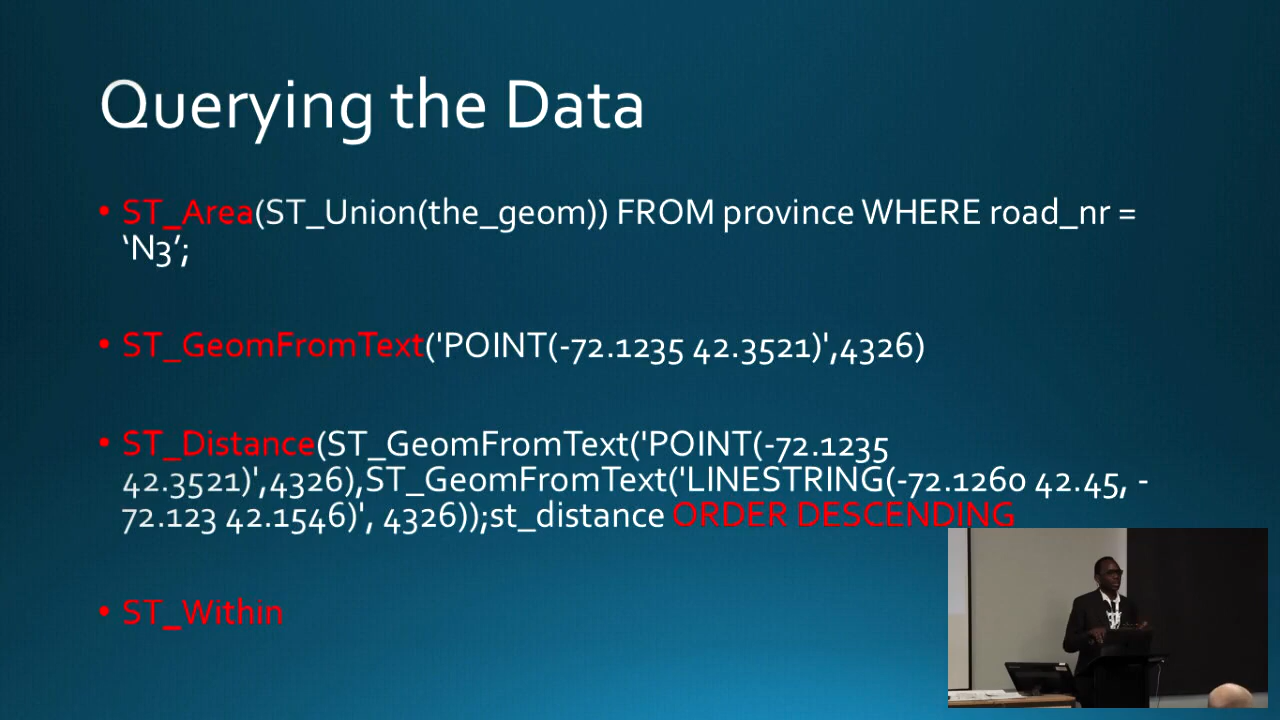 Querying the Data
• ST_Area(ST_Union(the_geom)) FROM province WHERE road_nr =
‘N3’;
• ST_GeomFromText('POINT(-72.1235 42.3521)',4326)
• ST_Distance(ST_GeomFromText('POINT(-72.1235
42.3521)',4326),ST_GeomFromText('LINESTRING(-72.1260 42.45, -
72.123 42.1546)', 4326));st_distance ORDER DESCENDING
• ST_Within